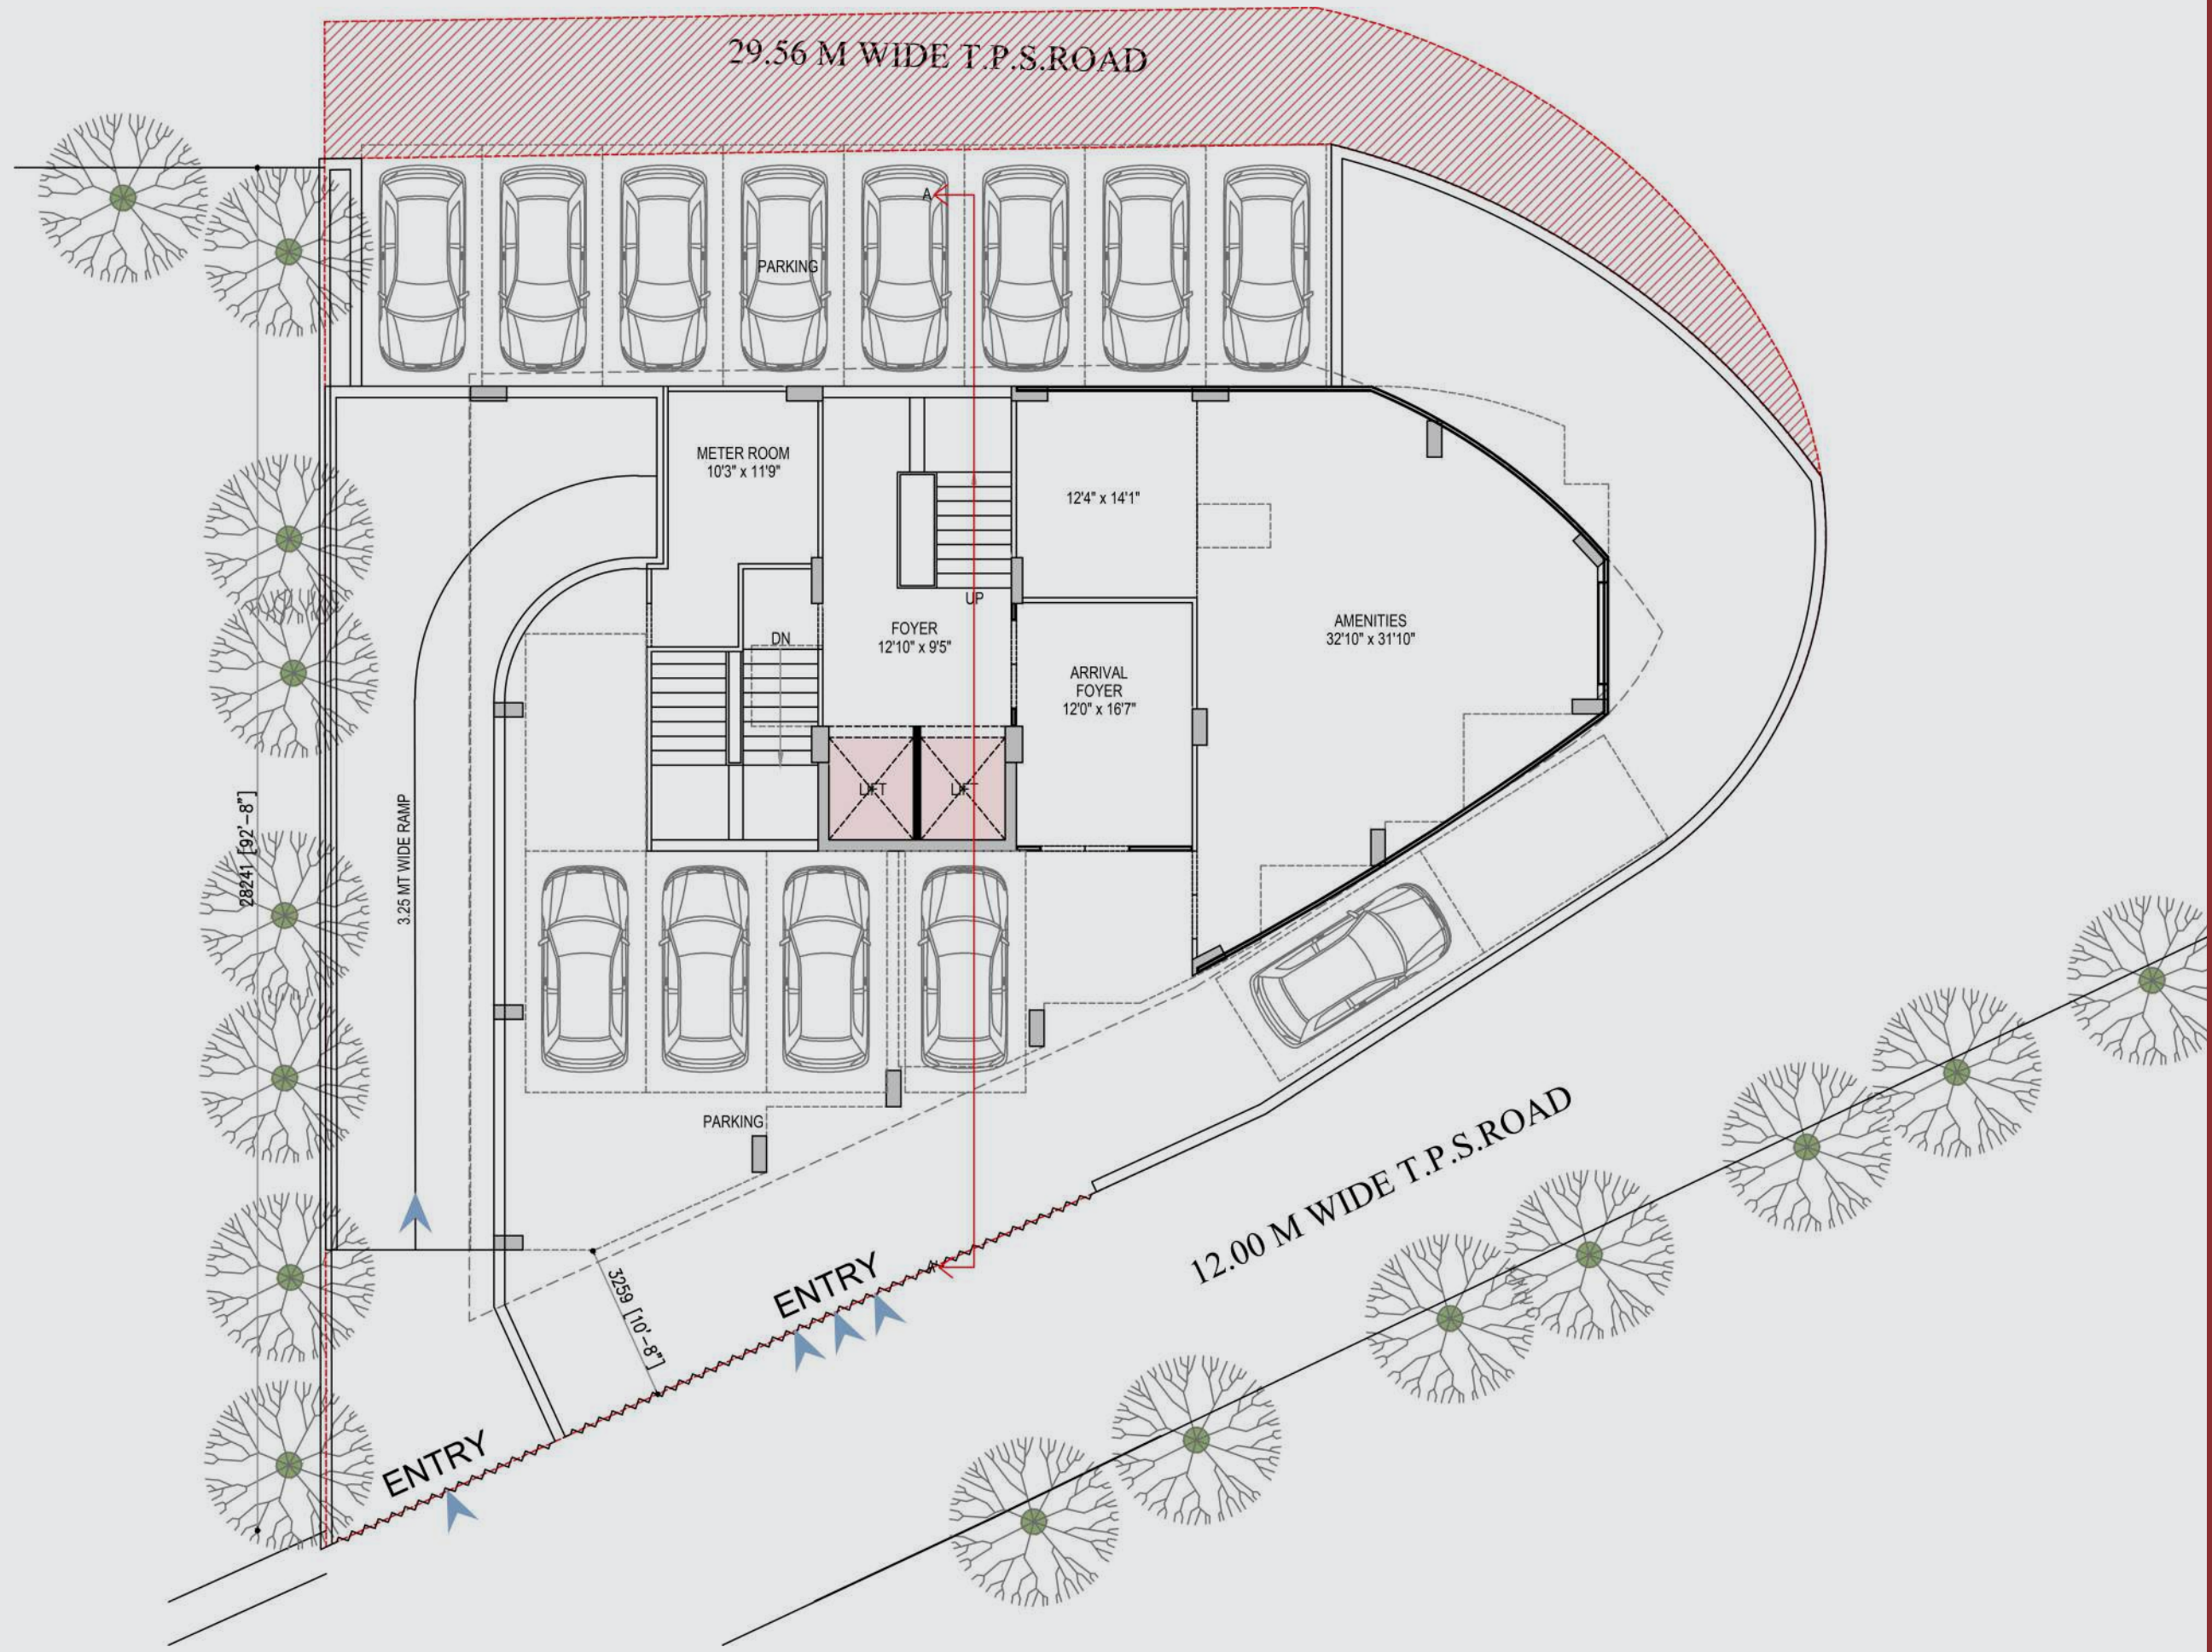 29.56 M WIDE T.P.S.ROAD
A
PARKING
METER ROOM
10'3" x 11'9"
12'4" x 14'1"
UP
DN
FOYER
12'10" x 9'5"
AMENITIES
32'10" x 31'10"
ARRIVAL
FOYER
12'0" x 16'7"
LIFT
LIFT
28241 [92'-8"]
3.25 MT WIDE RAMP
PARKING
12.00 M WIDE T.P.S.ROAD
3259 [10'-8"]
ENTRY
ENTRY